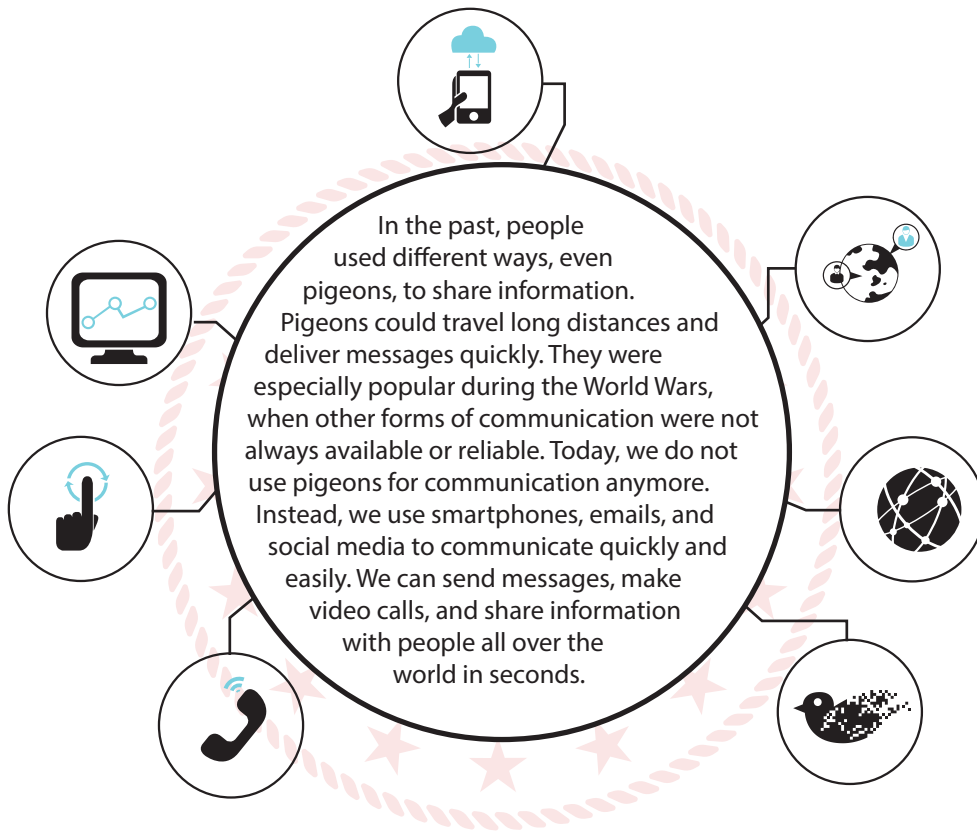 In the past, people
used different ways, even
pigeons, to share information.
Pigeons could travel long distances and
deliver messages quickly. They were
especially popular during the World Wars,
when other forms of communication were not
always available or reliable. Today, we do not
use pigeons for communication anymore.
Instead, we use smartphones, emails, and
social media to communicate quickly and
easily. We can send messages, make
video calls, and share information
with people all over the
world in seconds.